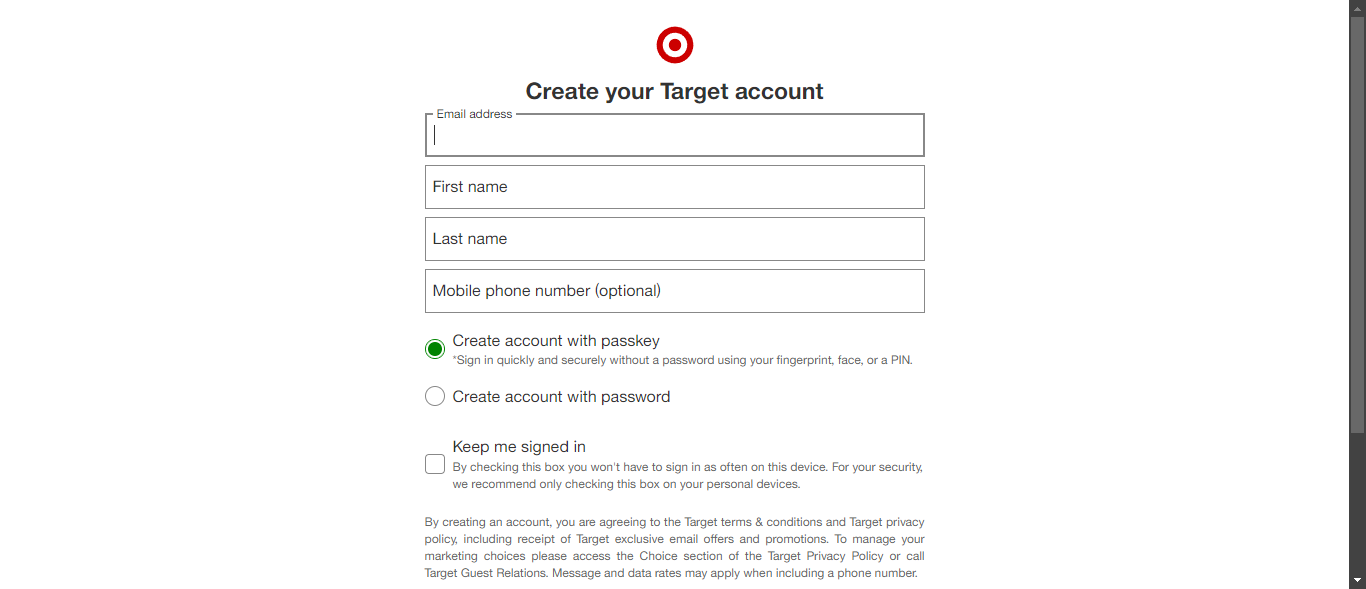 Create your Target account
Email address
First name
Last name
Mobile phone number (optional)
Create account with passkey
*Sign in quickly and securely without a password using your fingerprint, face, or a PIN.
Create account with password
Keep me signed in
By checking this box you won't have to sign in as often on this device. For your security,
we recommend only checking this box on your personal devices.
By creating an account, you are agreeing to the Target terms & conditions and Target privacy
policy, including receipt of Target exclusive email offers and promotions. To manage your
marketing choices please access the Choice section of the Target Privacy Policy or call
Target Guest Relations. Message and data rates may apply when including a phone number.